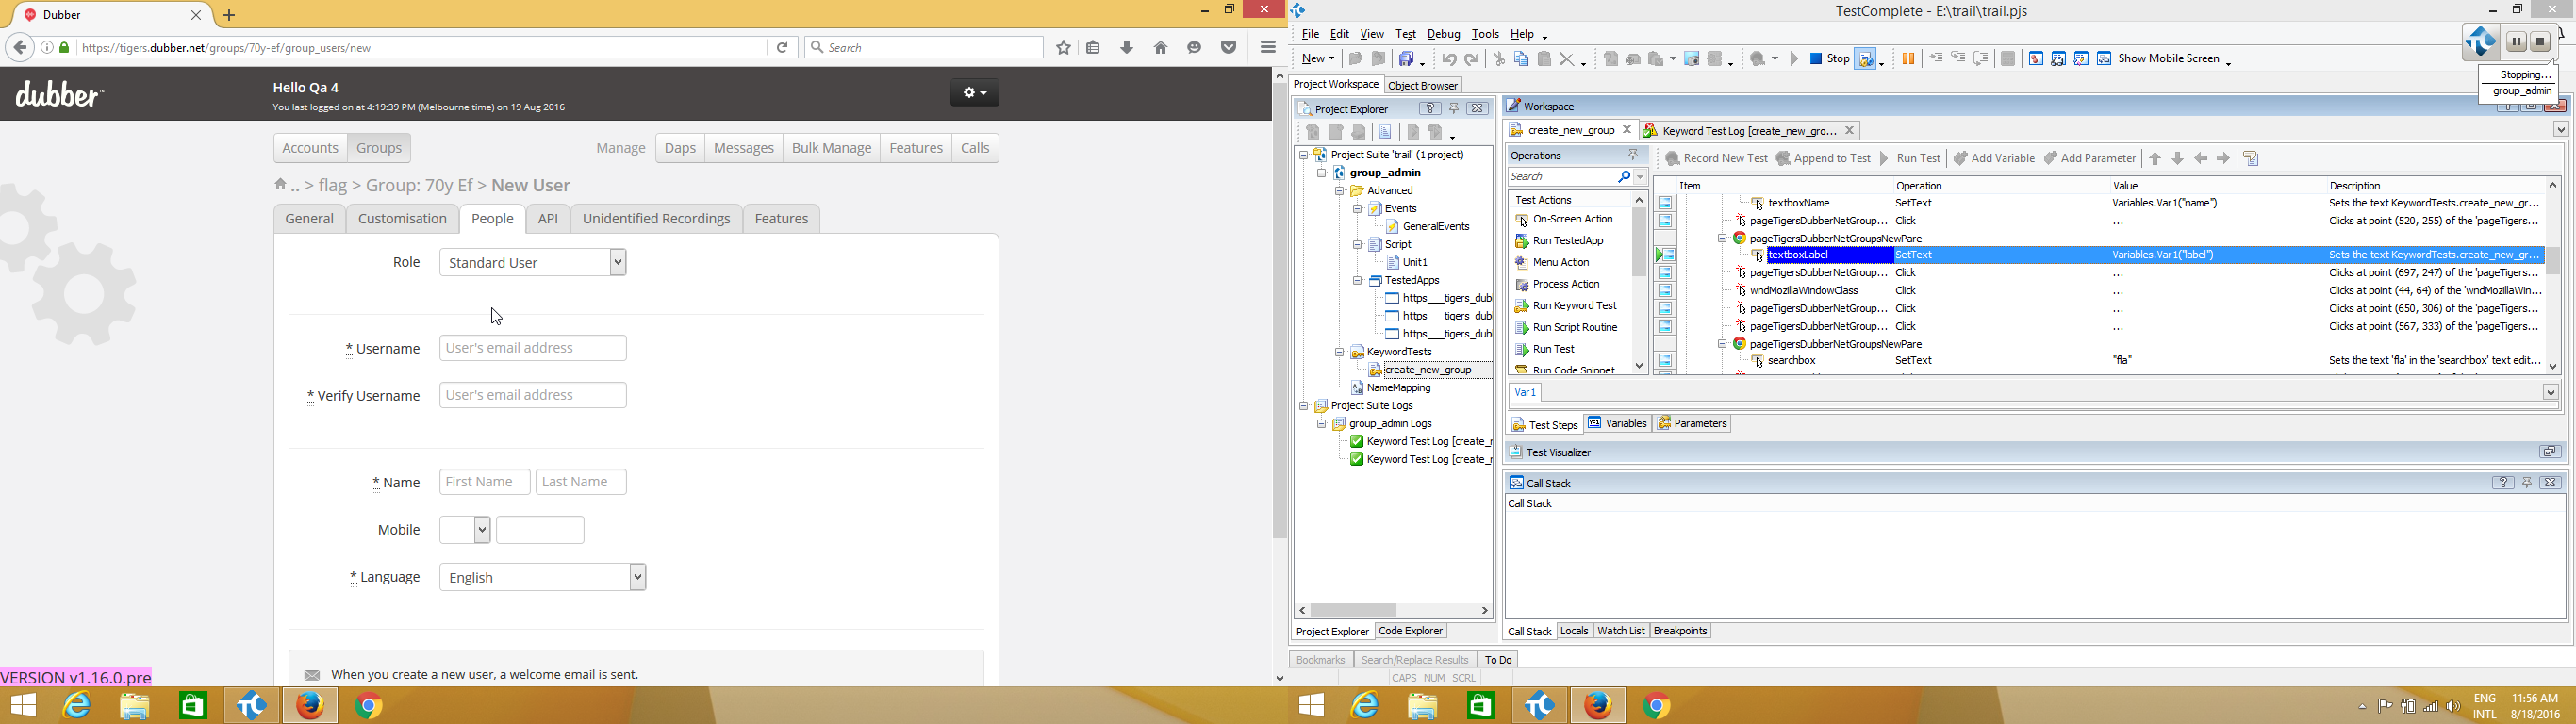 Dubber
https://tigers.dubber.net/groups/70y-ef/group_users/new
Search
dubber
Hello Qa 4
You last logged on at 4:19:39 PM (Melbourne time) on 19 Aug 2016
Accounts Groups Manage Daps Messages Bulk Manage Features Calls
.. > flag > Group: 70y Ef > New User
General Customisation People API Unidentified Recordings Features
Role Standard User
* Username User's email address
* Verify Username User's email address
* Name First Name Last Name
Mobile
* Language English
When you create a new user, a welcome email is sent.
VERSION v1.16.0.pre
TestComplete - E:\trail\trail.pjs
File Edit View Test Debug Tools Help
New Stop Show Mobile Screen
Stopping...
group_admin
Project Workspace Object Browser
Project Explorer
Project Suite 'trail' (1 project)
group_admin
Advanced
Events
GeneralEvents
Script
Unit1
TestedApps
https___tigers_dub
https___tigers_dub
https___tigers_dub
KeywordTests
create_new_group
NameMapping
Project Suite Logs
group_admin Logs
Keyword Test Log [create_r
Keyword Test Log [create_r
Project Explorer Code Explorer
Workspace
create_new_group Keyword Test Log [create_new_gro...
Operations
Search
Test Actions
On-Screen Action
Run TestedApp
Menu Action
Process Action
Run Keyword Test
Run Script Routine
Run Test
Run Code Snippet
Record New Test Append to Test Run Test Add Variable Add Parameter
Item Operation Value Description
textboxName SetText Variables.Var1("name") Sets the text KeywordTests.create_new_gr...
pageTigersDubberNetGroup... Click ... Clicks at point (520, 255) of the 'pageTigers...
pageTigersDubberNetGroupsNewPare
textboxLabel SetText Variables.Var1("label") Sets the text KeywordTests.create_new_gr...
pageTigersDubberNetGroup... Click ... Clicks at point (697, 247) of the 'pageTigers...
wndMozillaWindowClass Click ... Clicks at point (44, 64) of the 'wndMozillaWin...
pageTigersDubberNetGroup... Click ... Clicks at point (650, 306) of the 'pageTigers...
pageTigersDubberNetGroup... Click ... Clicks at point (567, 333) of the 'pageTigers...
pageTigersDubberNetGroupsNewPare
searchbox SetText "fla" Sets the text 'fla' in the 'searchbox' text edit...
Var1
Test Steps Variables Parameters
Test Visualizer
Call Stack
Call Stack
Call Stack Locals Watch List Breakpoints
Bookmarks Search/Replace Results To Do
CAPS NUM SCRL
ENG 11:56 AM
INTL 8/18/2016